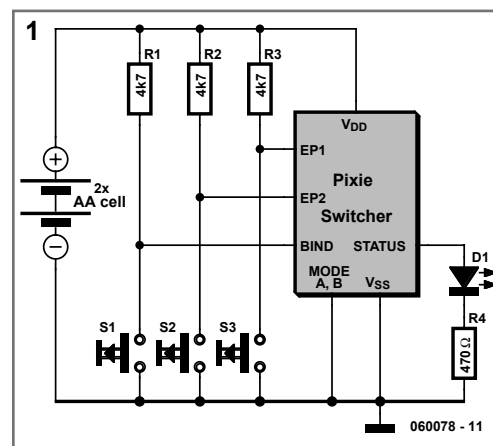 1
R1
R2
R3
4k7
4k7
4k7
VDD
EP1
Pixie
2x
AA cell
EP2
Switcher
BIND
STATUS
D1
MODE
A, B
VSS
R4
S1
S2
S3
470Ω
060078 - 11